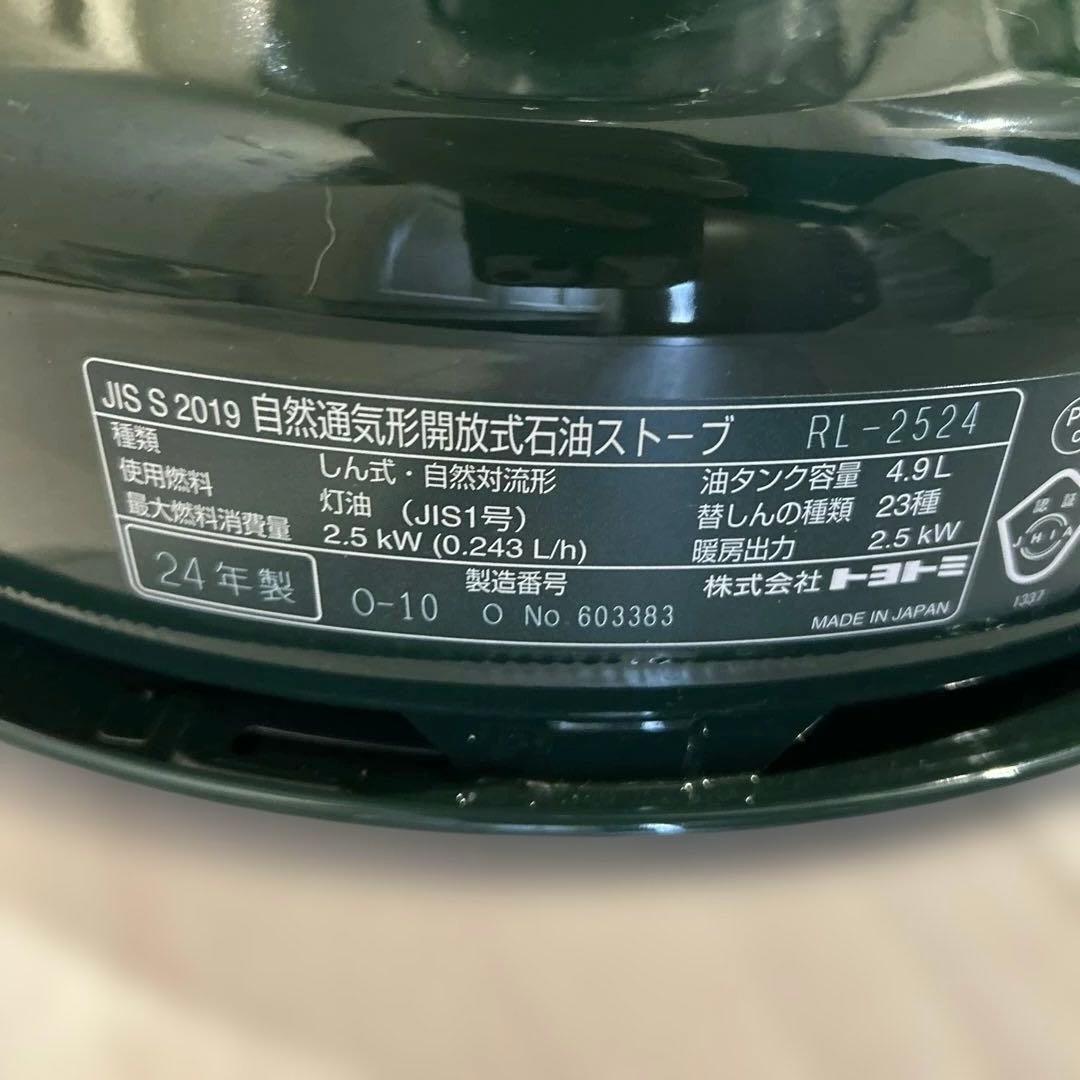 JIS S 2019 自然通気形開放式石油ストーブ RL-2524
種類 しん式・自然対流形 油タンク容量 4.9 L
使用燃料 灯油 (JIS1号) 替しんの種類 23種
最大燃料消費量 2.5 kW (0.243 L/h) 暖房出力 2.5 kW
24年製 O-10 製造番号 O No 603383 株式会社 トヨトミ
MADE IN JAPAN
認証
JHIA
1337